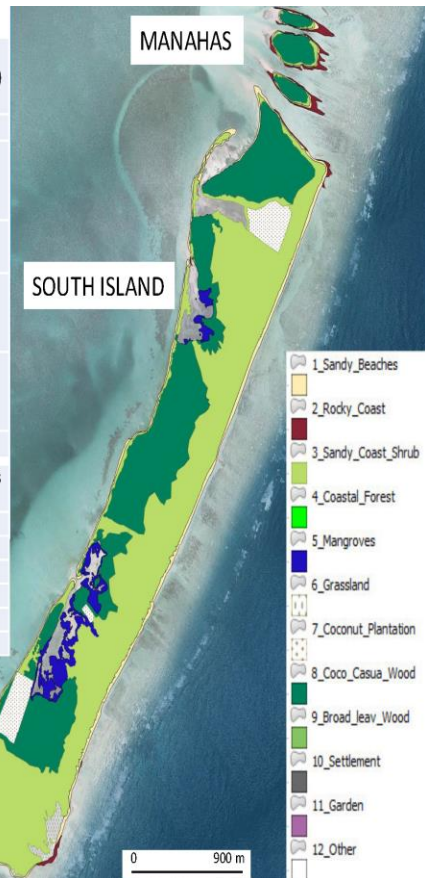 MANAHAS
SOUTH ISLAND
1_Sandy_Beaches
2_Rocky_Coast
3_Sandy_Coast_Shrub
4_Coastal_Forest
5_Mangroves
6_Grassland
7_Coconut_Plantation
8_Coco_Casua_Wood
9_Broad_leav_Wood
10_Settlement
11_Garden
12_Other
0 900 m